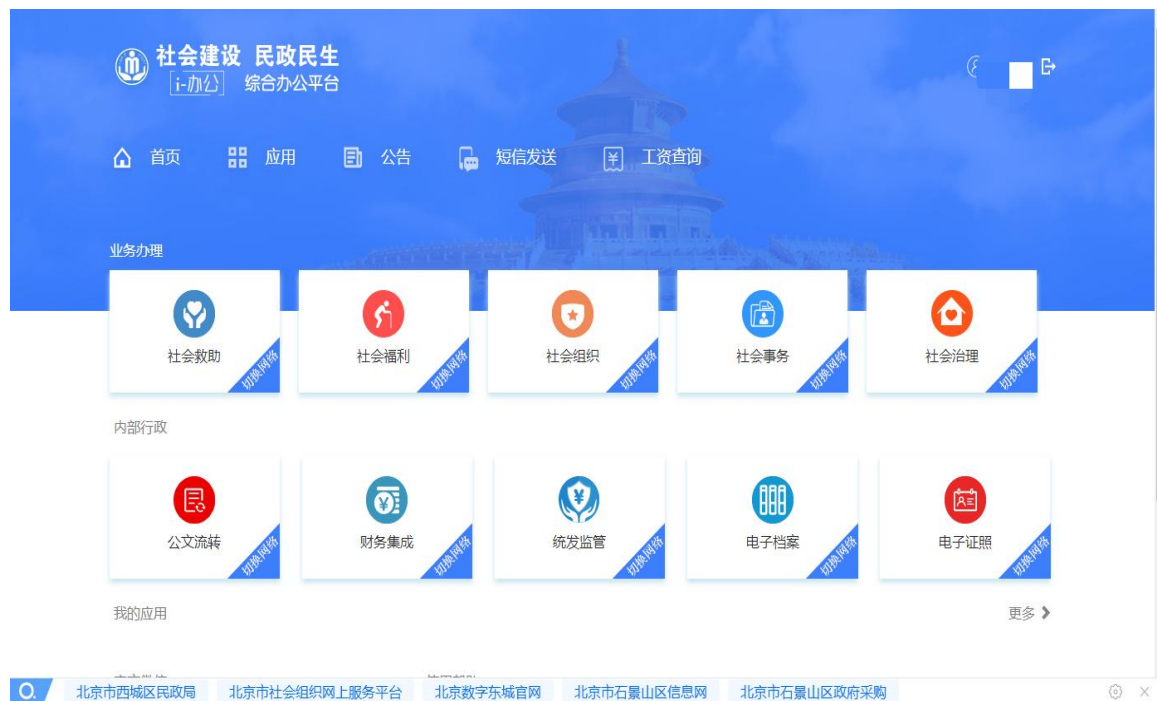 社会建设 民政民生
i-办公 综合办公平台
首页 应用 公告 短信发送 工资查询
业务办理
社会救助 社会福利 社会组织 社会事务 社会治理
切换网络 切换网络 切换网络 切换网络 切换网络
内部行政
公文流转 财务集成 统发监管 电子档案 电子证照
切换网络 切换网络 切换网络 切换网络 切换网络
我的应用 更多
北京市西城区民政局 北京市社会组织网上服务平台 北京数字东城官网 北京市石景山区信息网 北京市石景山区政府采购